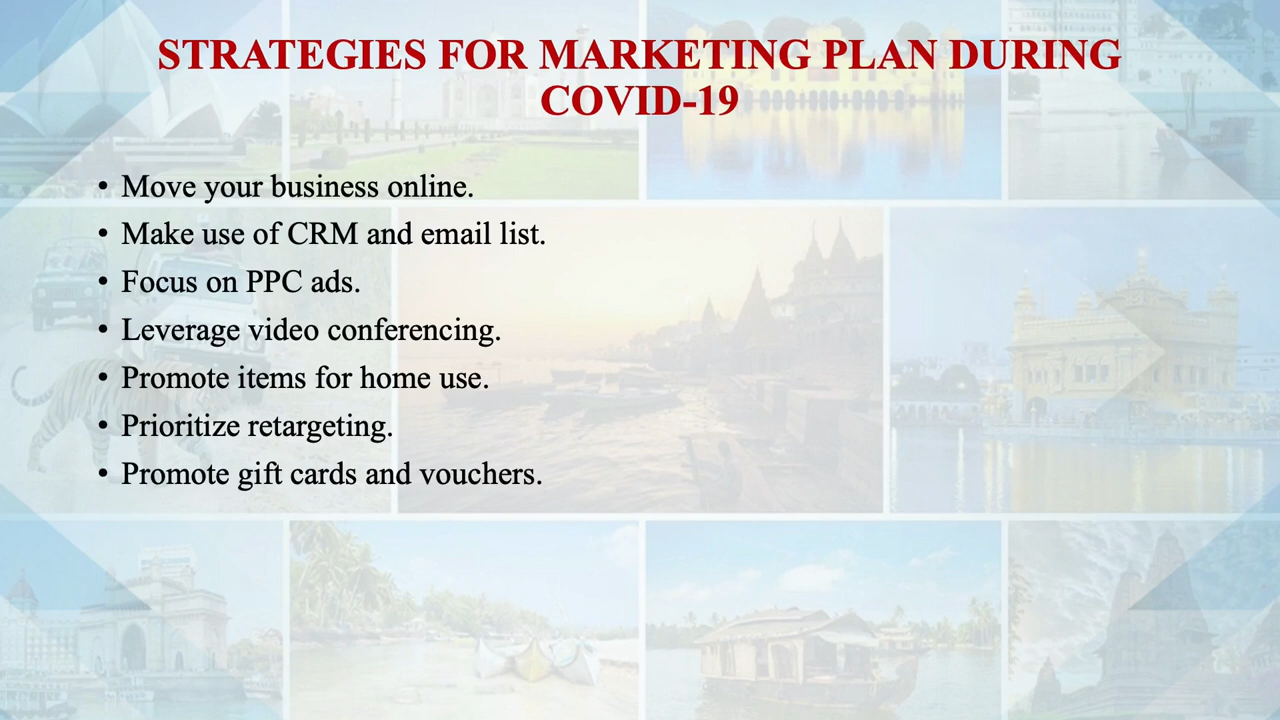 STRATEGIES FOR MARKETING PLAN DURING
COVID-19
• Move your business online.
• Make use of CRM and email list.
• Focus on PPC ads.
• Leverage video conferencing.
• Promote items for home use.
• Prioritize retargeting.
• Promote gift cards and vouchers.